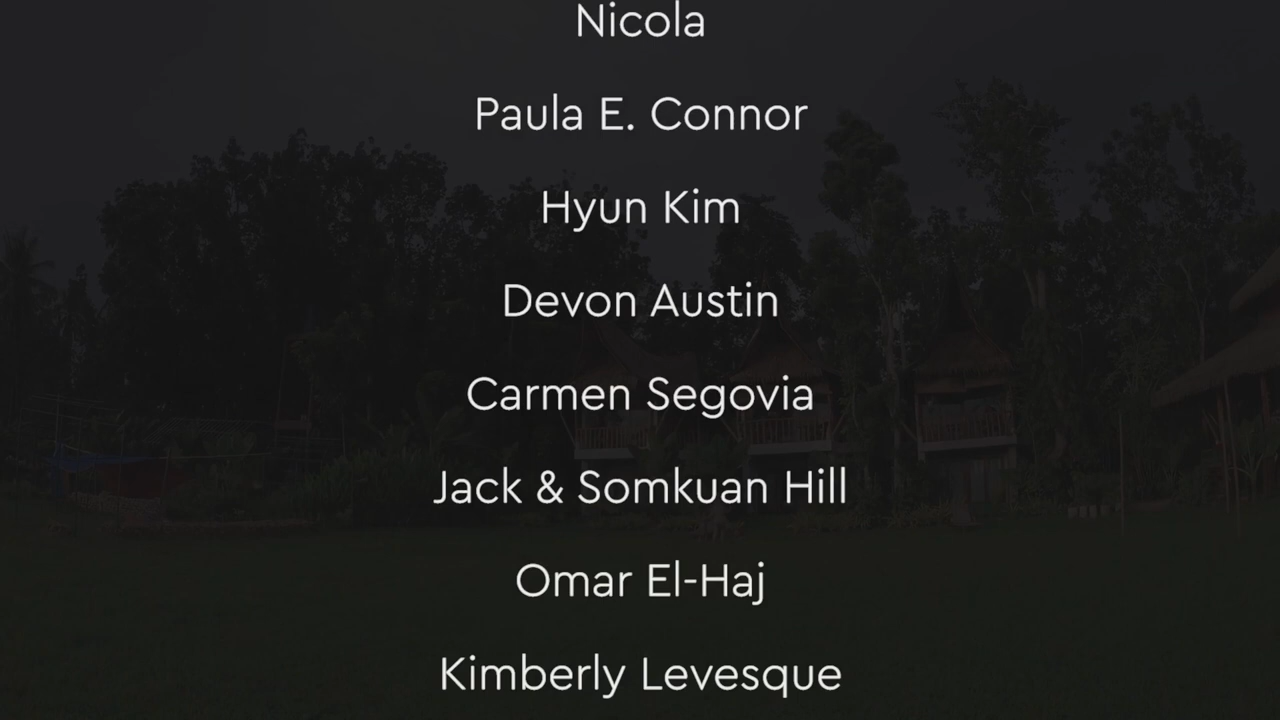 Nicola
Paula E. Connor
Hyun Kim
Devon Austin
Carmen Segovia
Jack & Somkuan Hill
Omar El-Haj
Kimberly Levesque